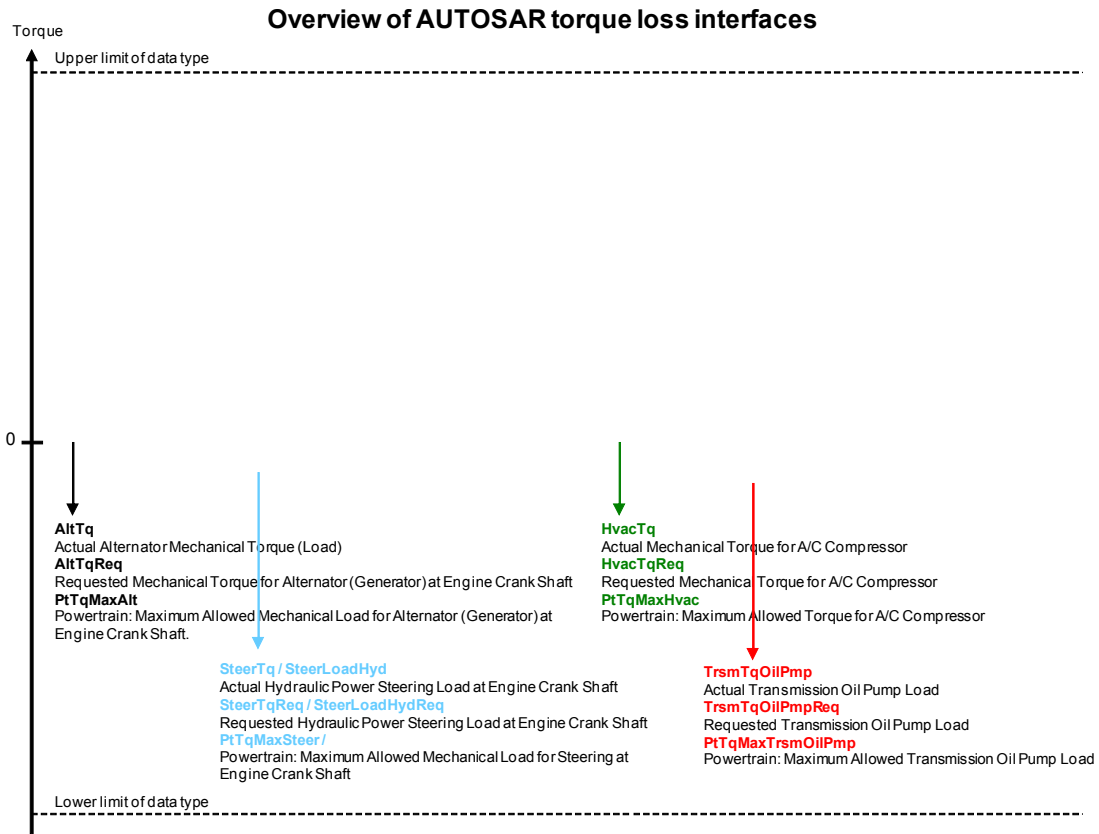 Overview of AUTOSAR torque loss interfaces
Torque
Upper limit of data type
0
AltTq
Actual Alternator Mechanical Torque (Load)
AltTqReq
Requested Mechanical Torque for Alternator (Generator) at Engine Crank Shaft
PtTqMaxAlt
Powertrain: Maximum Allowed Mechanical Load for Alternator (Generator) at
Engine Crank Shaft.
HvacTq
Actual Mechanical Torque for A/C Compressor
HvacTqReq
Requested Mechanical Torque for A/C Compressor
PtTqMaxHvac
Powertrain: Maximum Allowed Torque for A/C Compressor
SteerTq / SteerLoadHyd
Actual Hydraulic Power Steering Load at Engine Crank Shaft
SteerTqReq / SteerLoadHydReq
Requested Hydraulic Power Steering Load at Engine Crank Shaft
PtTqMaxSteer /
Powertrain: Maximum Allowed Mechanical Load for Steering at
Engine Crank Shaft
TrsmTqOilPmp
Actual Transmission Oil Pump Load
TrsmTqOilPmpReq
Requested Transmission Oil Pump Load
PtTqMaxTrsmOilPmp
Powertrain: Maximum Allowed Transmission Oil Pump Load
Lower limit of data type